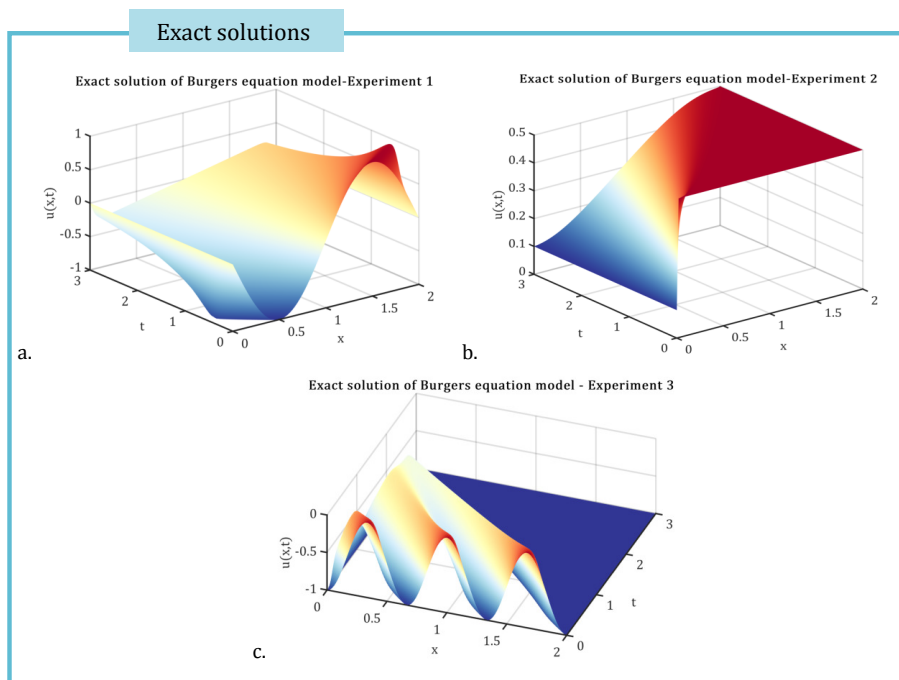 Exact solutions
Exact solution of Burgers equation model-Experiment 1
1
0.5
0
-0.5
-1
u(x,t)
3
2
1
0
t
0
0.5
1
1.5
2
x
a.
Exact solution of Burgers equation model-Experiment 2
0.5
0.4
0.3
0.2
0.1
0
u(x,t)
3
2
1
0
t
0
0.5
1
1.5
2
x
b.
Exact solution of Burgers equation model - Experiment 3
0
-0.5
-1
u(x,t)
0
0.5
1
1.5
2
x
0
1
2
3
t
c.